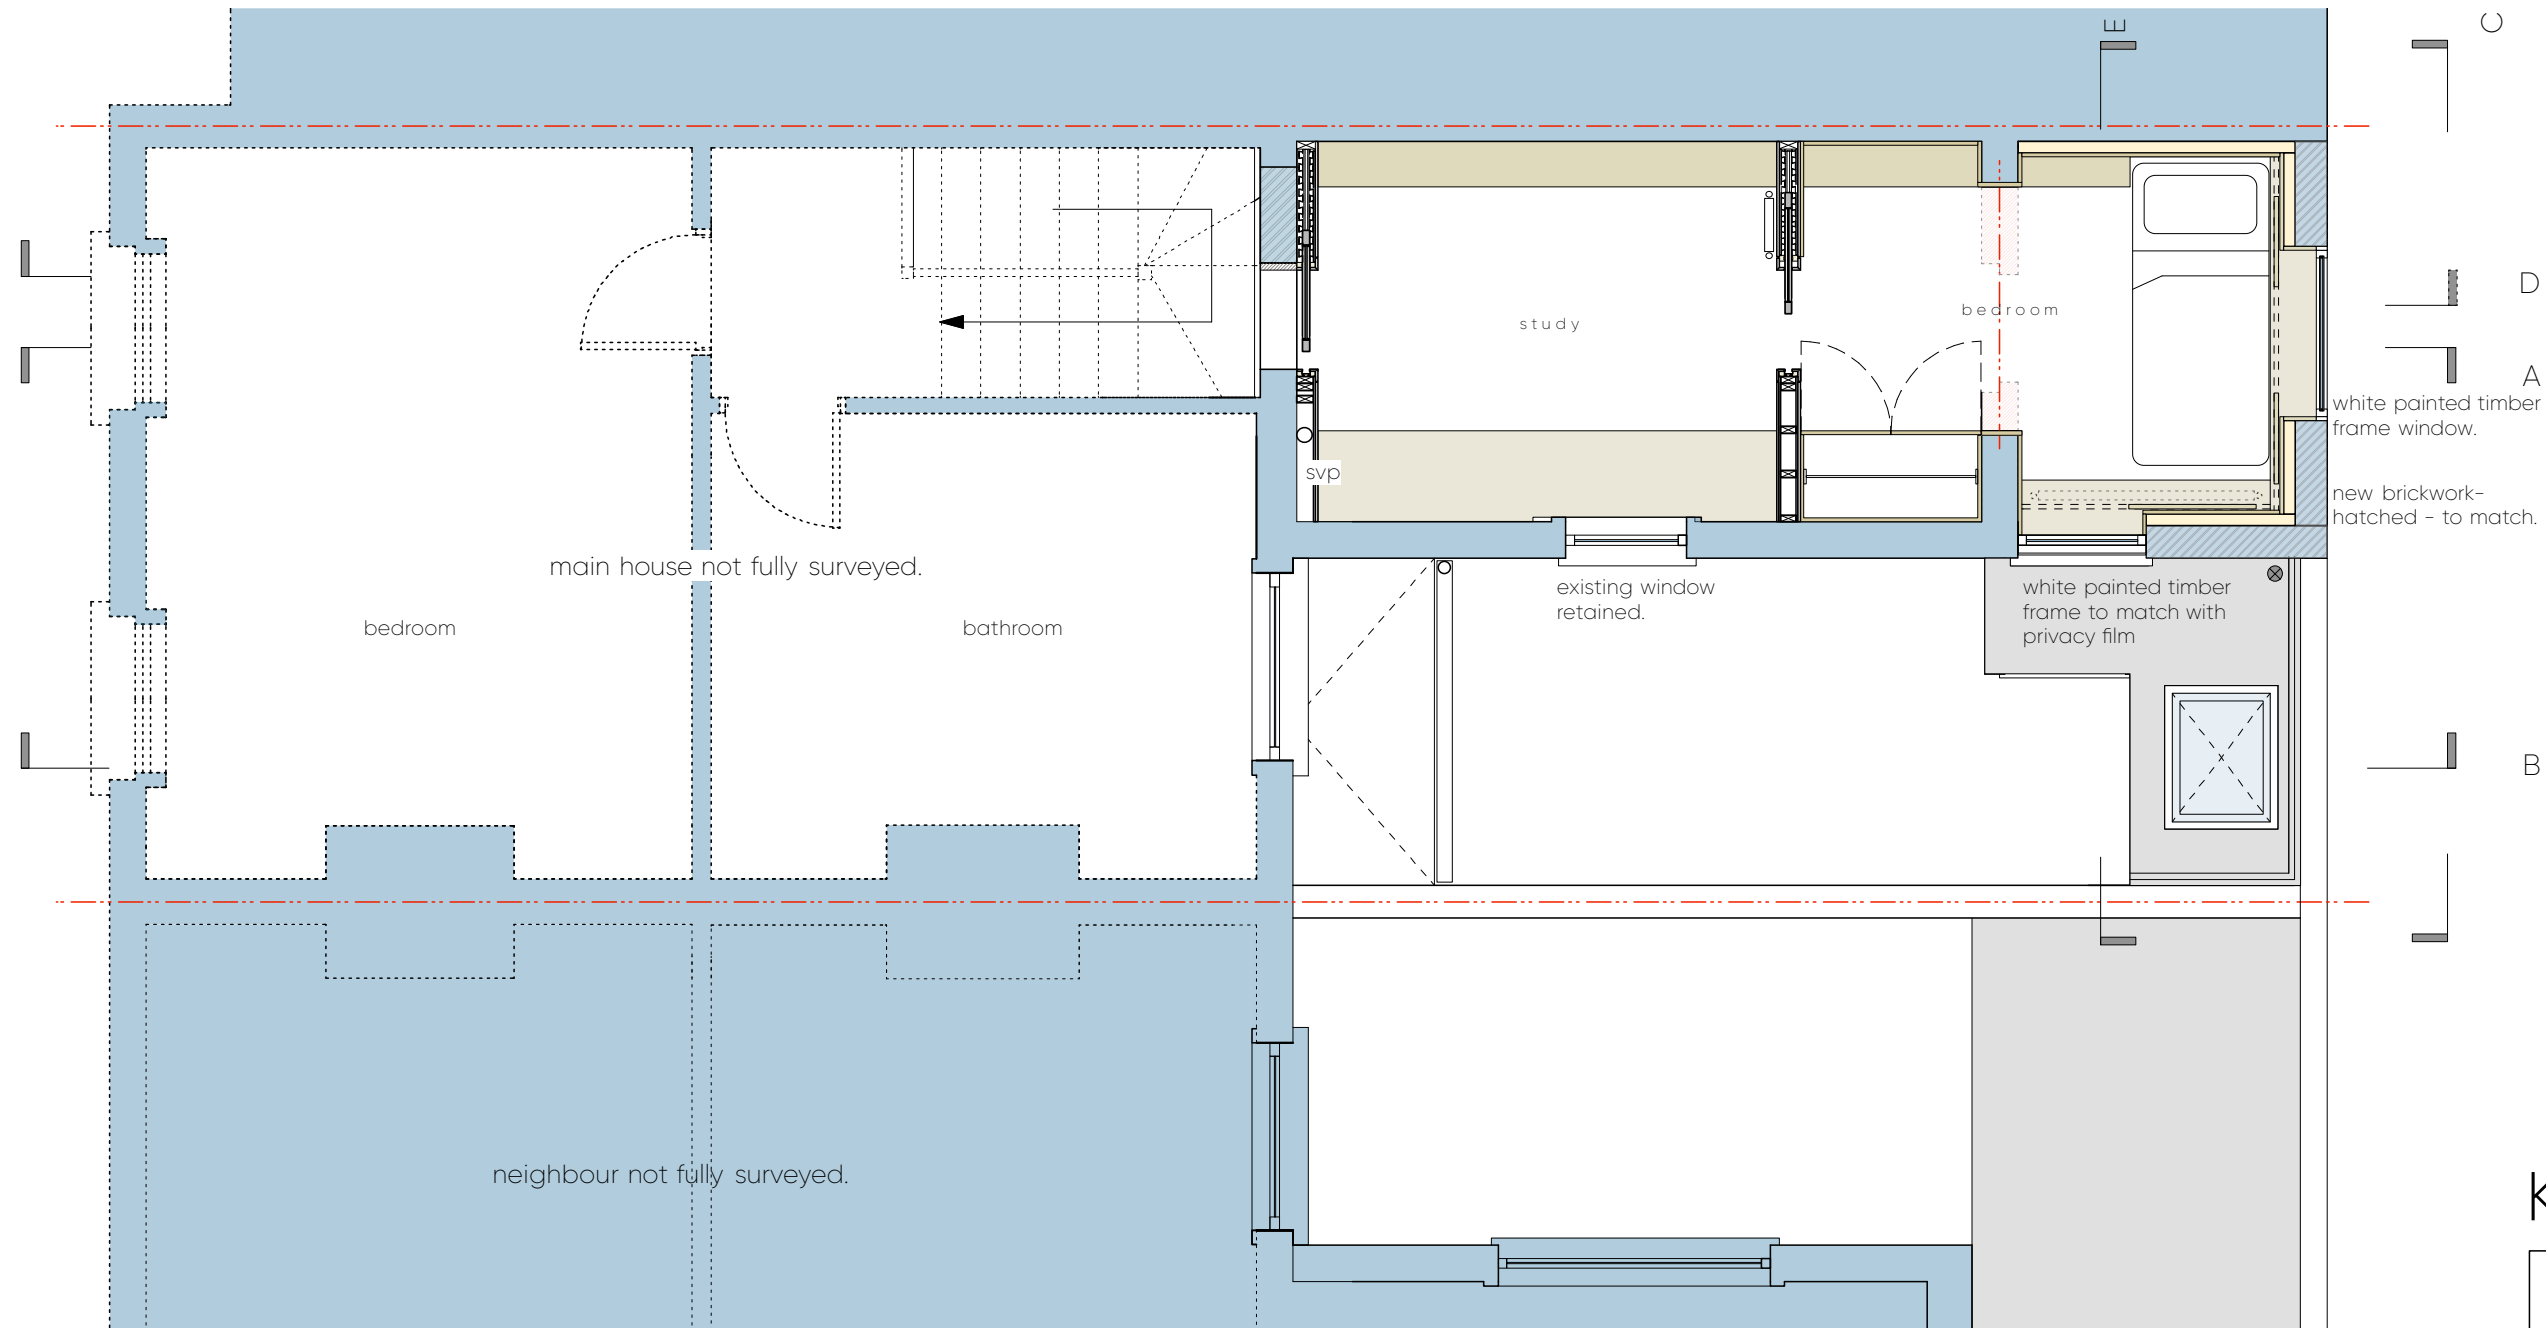 E
C
D
study
bedroom
A
white painted timber
frame window.
svp
new brickwork-
hatched - to match.
main house not fully surveyed.
existing window
retained.
white painted timber
frame to match with
privacy film
bedroom
bathroom
B
neighbour not fully surveyed.